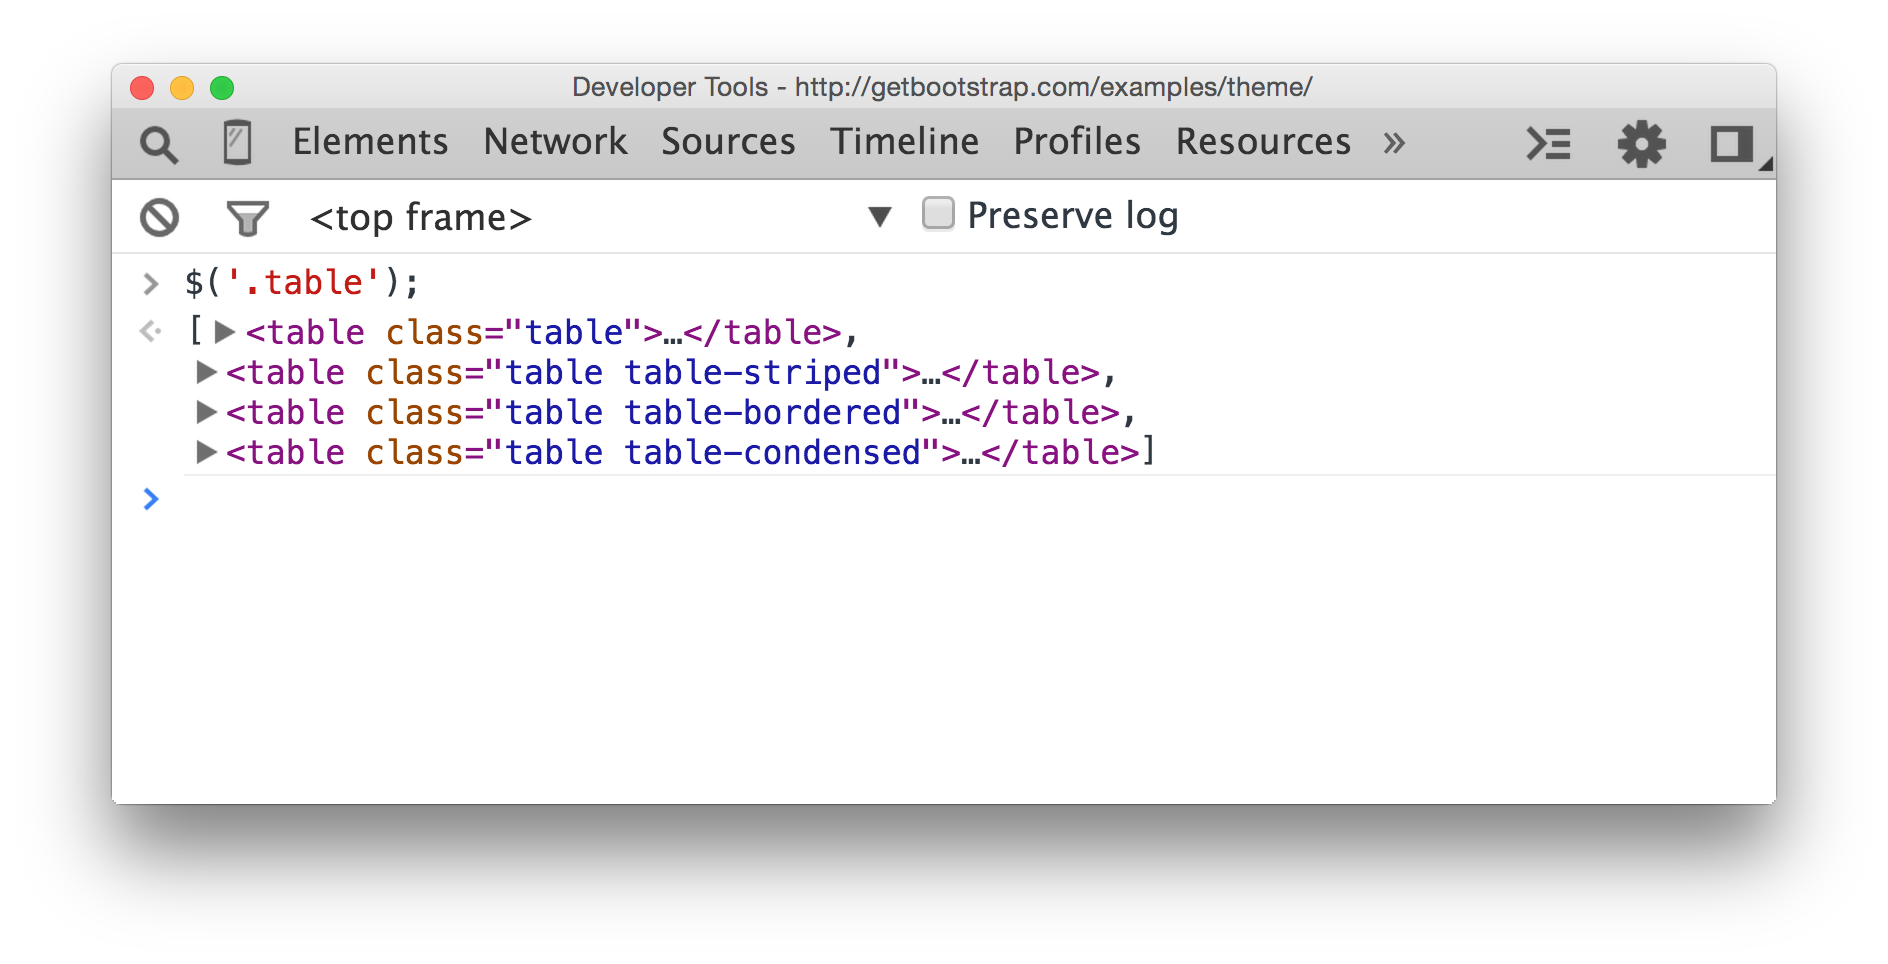 Developer Tools - http://getbootstrap.com/examples/theme/
Elements Network Sources Timeline Profiles Resources »
<top frame> ▼ Preserve log
> $('.table');
[▶<table class="table">…</table>,
▶<table class="table table-striped">…</table>,
▶<table class="table table-bordered">…</table>,
▶<table class="table table-condensed">…</table>]
>